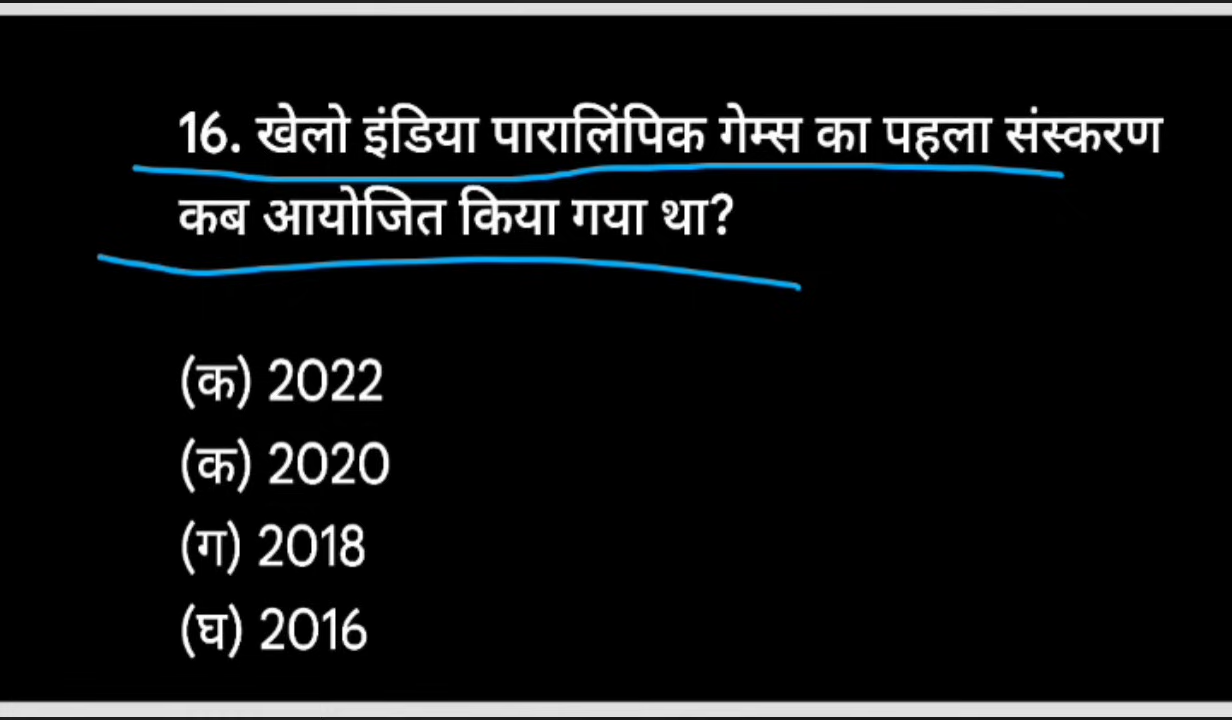 16. खेलो इंडिया पारालिंपिक गेम्स का पहला संस्करण
कब आयोजित किया गया था?
(क) 2022
(क) 2020
(ग) 2018
(घ) 2016